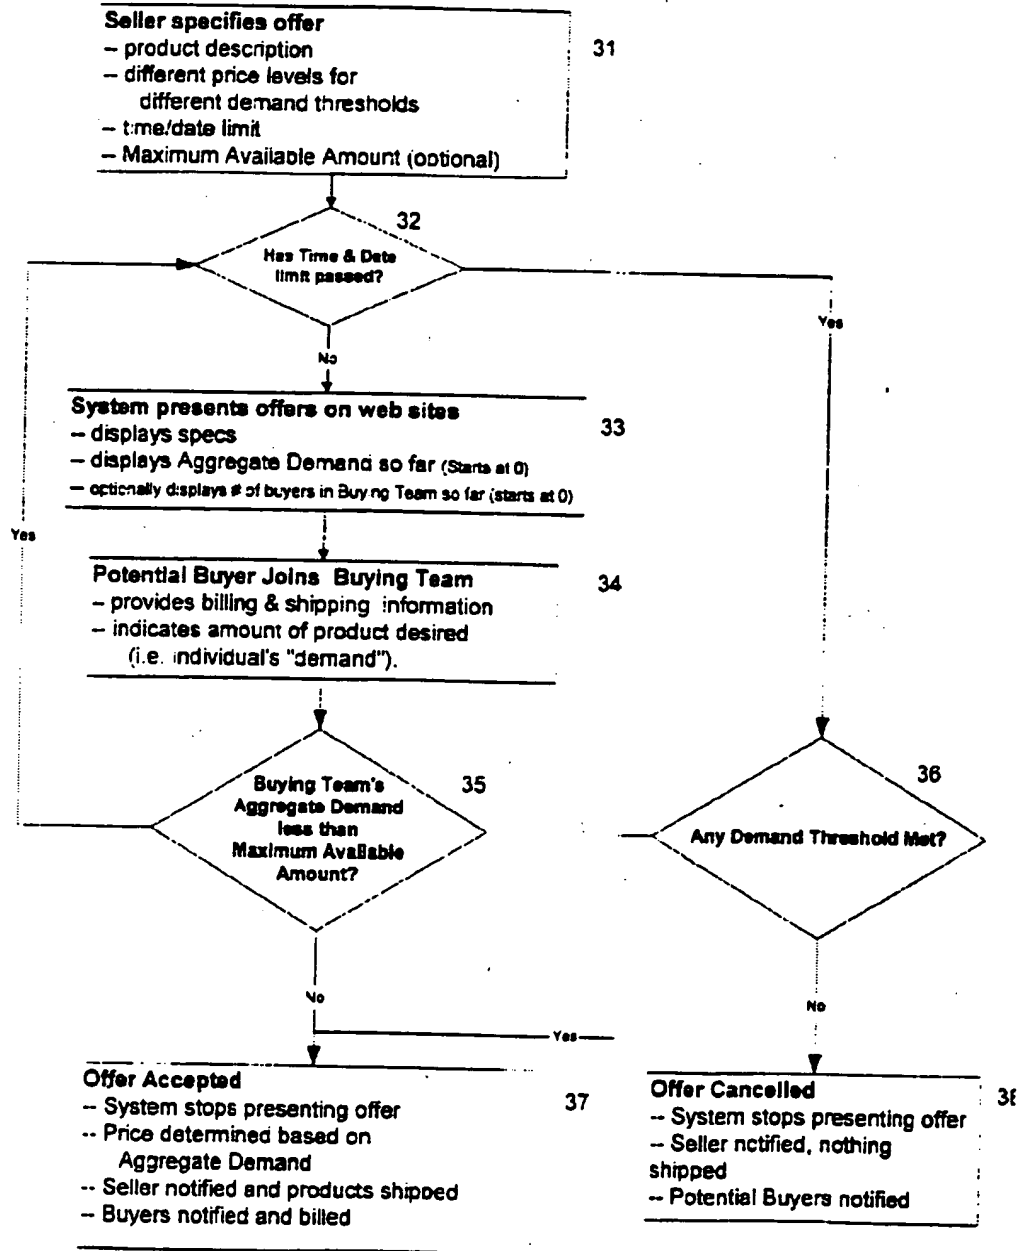 Seller specifies offer
-- product description
-- different price levels for
different demand thresholds
-- time/date limit
-- Maximum Available Amount (optional)
31
32
Has Time & Date
limit passed?
Yes
No
System presents offers on web sites
-- displays specs
-- displays Aggregate Demand so far (Starts at 0)
-- optionally displays # of buyers in Buying Team so far (starts at 0)
33
Yes
Potential Buyer Joins Buying Team
-- provides billing & shipping information
-- indicates amount of product desired
(i.e. individual's "demand").
34
Buying Team's
Aggregate Demand
less than
Maximum Available
Amount?
35
36
Any Demand Threshold Met?
No
No
Yes
Offer Accepted
-- System stops presenting offer
-- Price determined based on
Aggregate Demand
-- Seller notified and products shipped
-- Buyers notified and billed
37
Offer Cancelled
-- System stops presenting offer
-- Seller notified, nothing
shipped
-- Potential Buyers notified
38